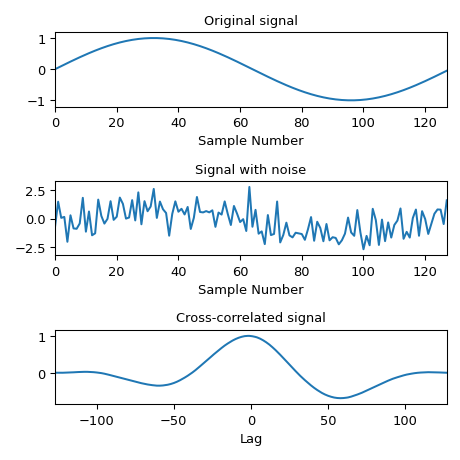 Original signal
1
0
−1
0 20 40 60 80 100 120
Sample Number
Signal with noise
2.5
0.0
−2.5
0 20 40 60 80 100 120
Sample Number
Cross-correlated signal
1
0
−100 −50 0 50 100
Lag